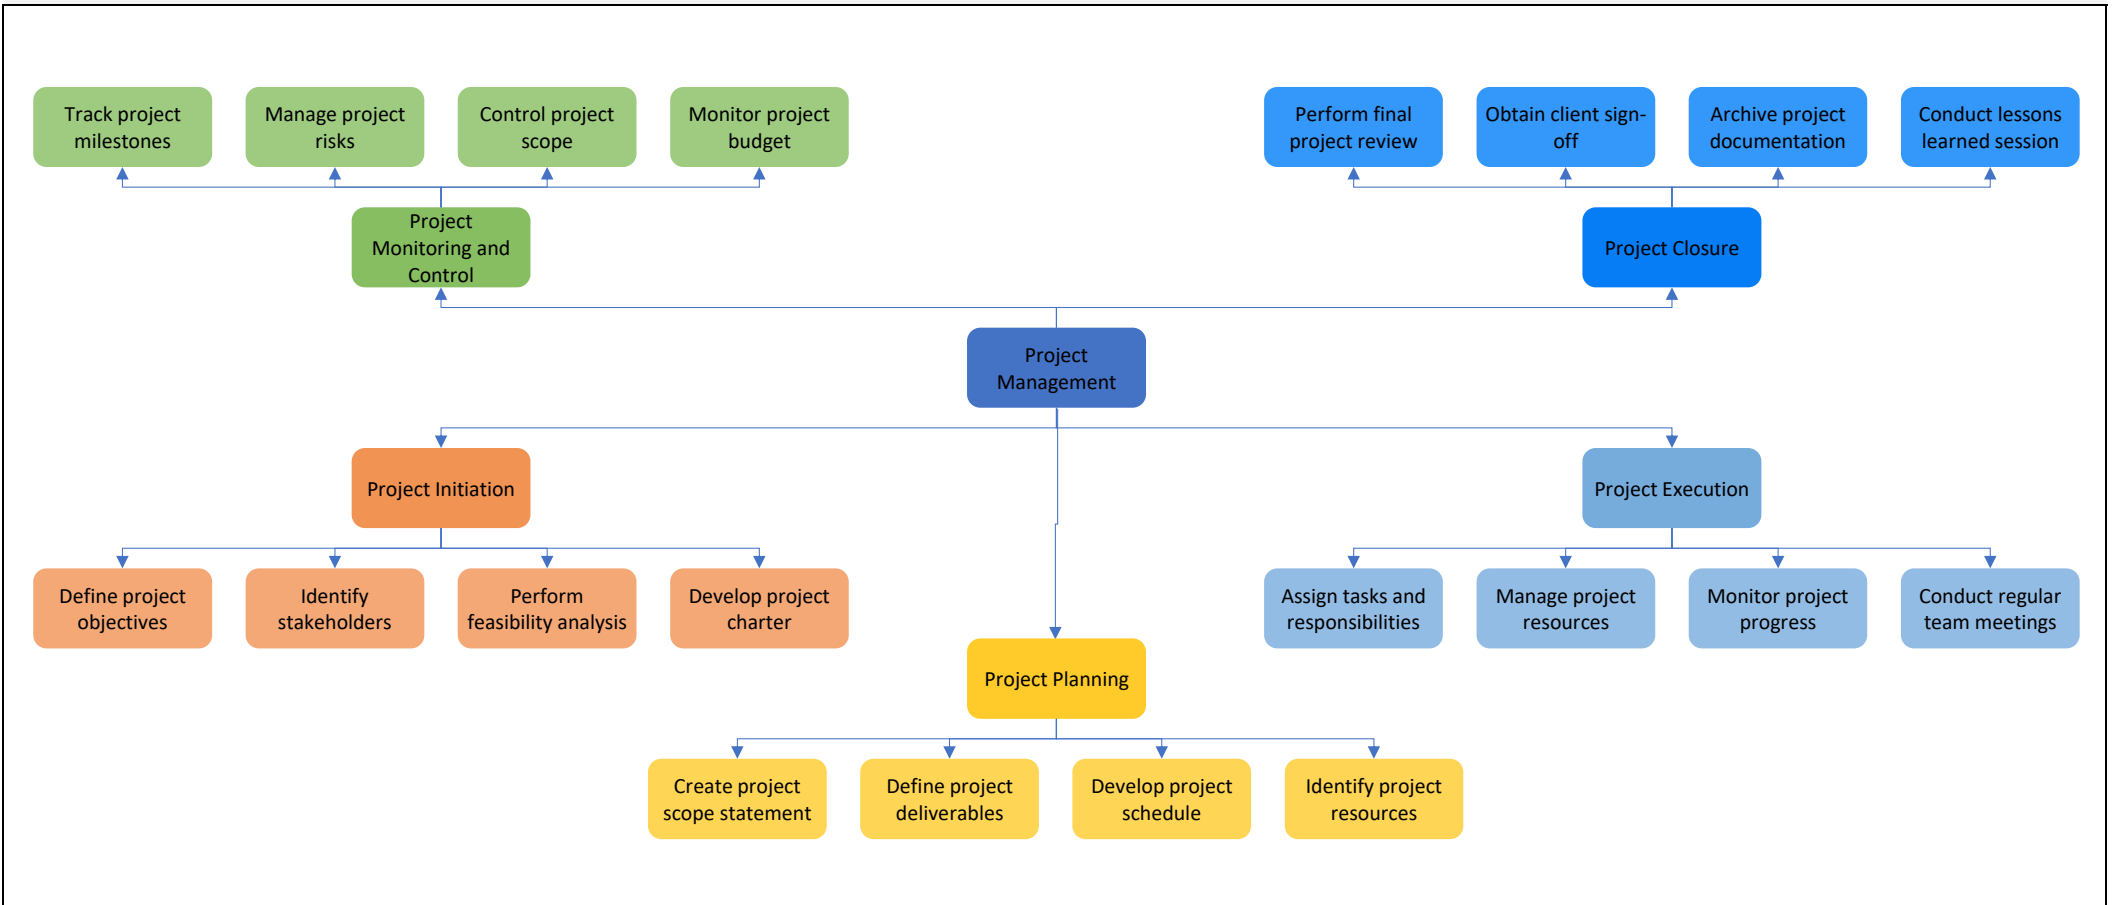 Track project
milestones
Manage project
risks
Control project
scope
Monitor project
budget
Perform final
project review
Obtain client sign-
off
Archive project
documentation
Conduct lessons
learned session
Project
Monitoring and
Control
Project Closure
Project
Management
Project Initiation
Project Execution
Define project
objectives
Identify
stakeholders
Perform
feasibility analysis
Develop project
charter
Assign tasks and
responsibilities
Manage project
resources
Monitor project
progress
Conduct regular
team meetings
Project Planning
Create project
scope statement
Define project
deliverables
Develop project
schedule
Identify project
resources